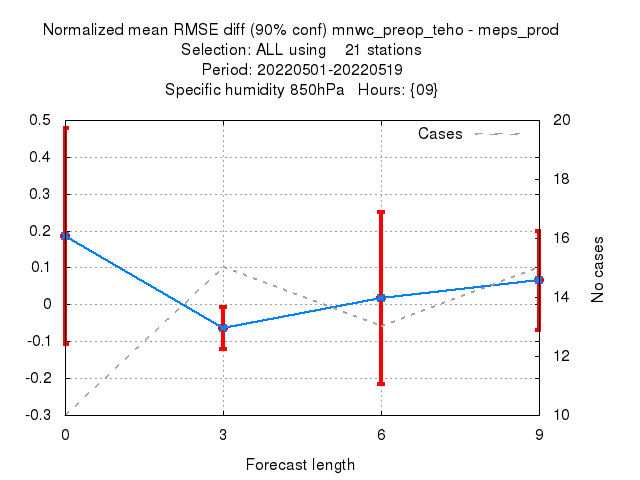 Normalized mean RMSE diff (90% conf) mnwc_preop_teho - meps_prod
Selection: ALL using    21 stations
Period: 20220501-20220519
Specific humidity 850hPa   Hours: {09}
Cases
0.5
0.4
0.3
0.2
0.1
0
-0.1
-0.2
-0.3
20
18
16
14
12
10
No cases
0
3
6
9
Forecast length